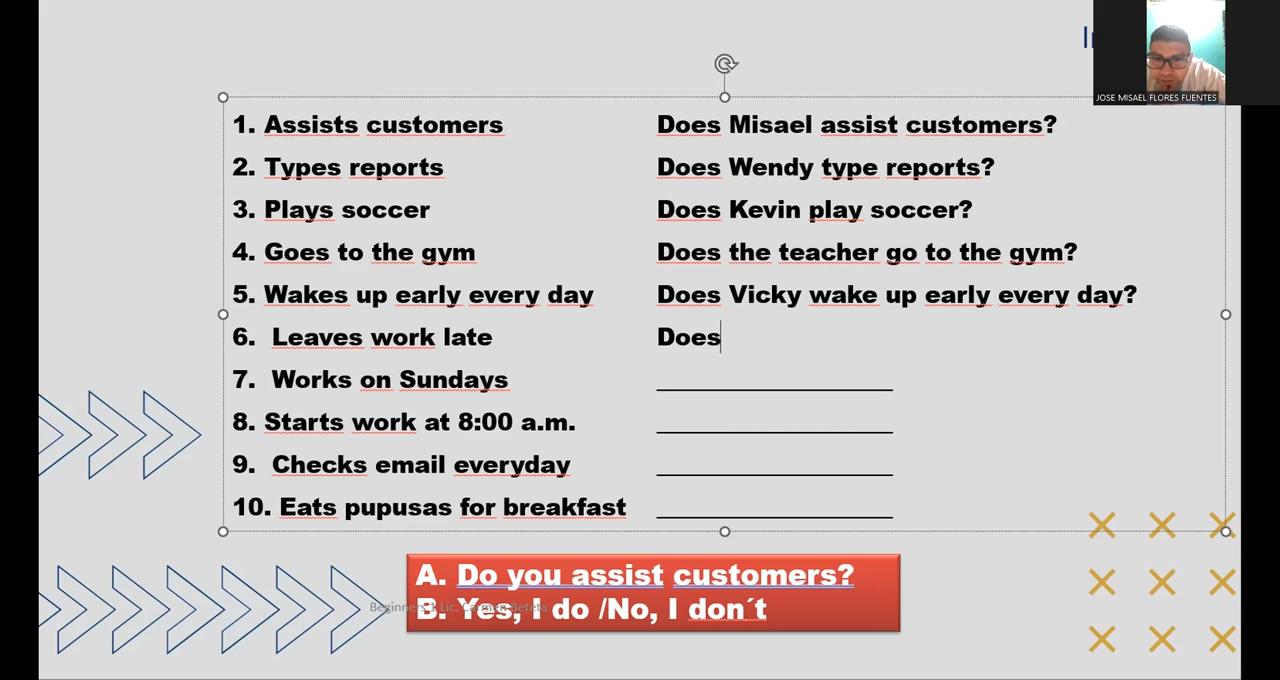 JOSE MISAEL FLORES FUENTES
1. Assists customers Does Misael assist customers?
2. Types reports Does Wendy type reports?
3. Plays soccer Does Kevin play soccer?
4. Goes to the gym Does the teacher go to the gym?
5. Wakes up early every day Does Vicky wake up early every day?
6. Leaves work late Does
7. Works on Sundays
8. Starts work at 8:00 a.m.
9. Checks email everyday
10. Eats pupusas for breakfast
A. Do you assist customers?
B. Yes, I do /No, I don´t
Beginners Lic. Carmen Beteta